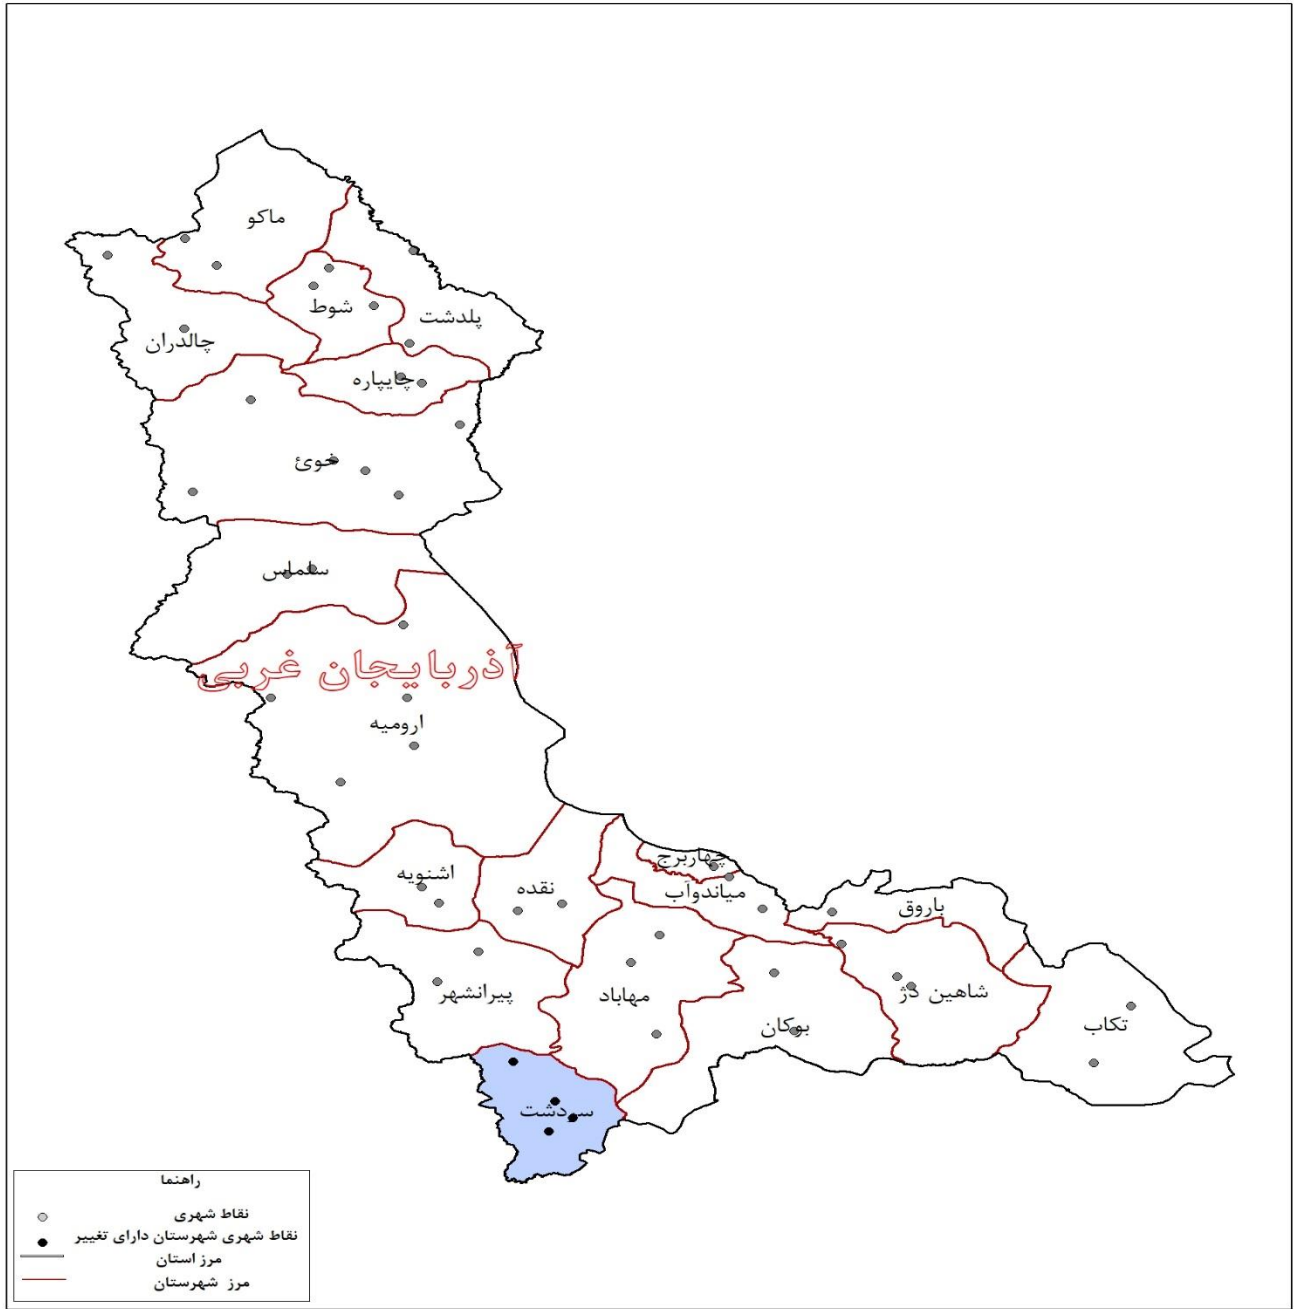 ماکو
شوط
پلدشت
چالدران
چایپاره
خوئ
سلماس
آذربایجان غربی
ارومیه
چهاربرج
اشنویه
نقده
میاندوآب
باروق
پیرانشهر
مهاباد
شاهین دژ
بوکان
تکاب
سردشت
راهنما
نقاط شهری
نقاط شهری شهرستان دارای تغییر
مرز استان
مرز شهرستان